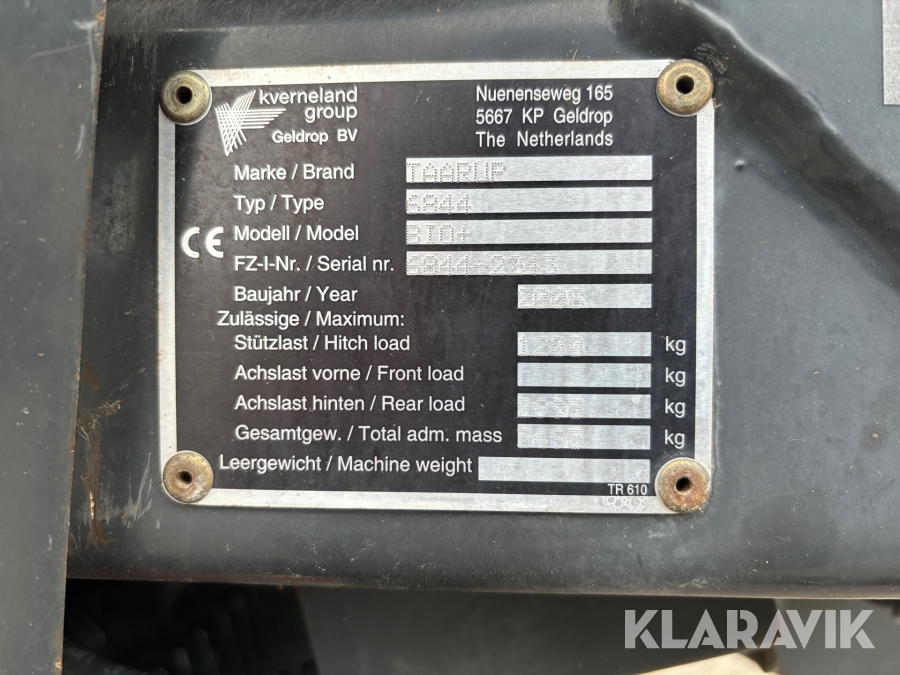 kverneland
group
Geldrop BV
Nuenenseweg 165
5667 KP Geldrop
The Netherlands
Marke / Brand TAARUP
Typ / Type
Modell / Model BIO+
FZ-I-Nr. / Serial nr.
Baujahr / Year
Zulässige / Maximum:
Stützlast / Hitch load kg
Achslast vorne / Front load kg
Achslast hinten / Rear load kg
Gesamtgew. / Total adm. mass kg
Leergewicht / Machine weight
TR 610
CE
KLARAVIK